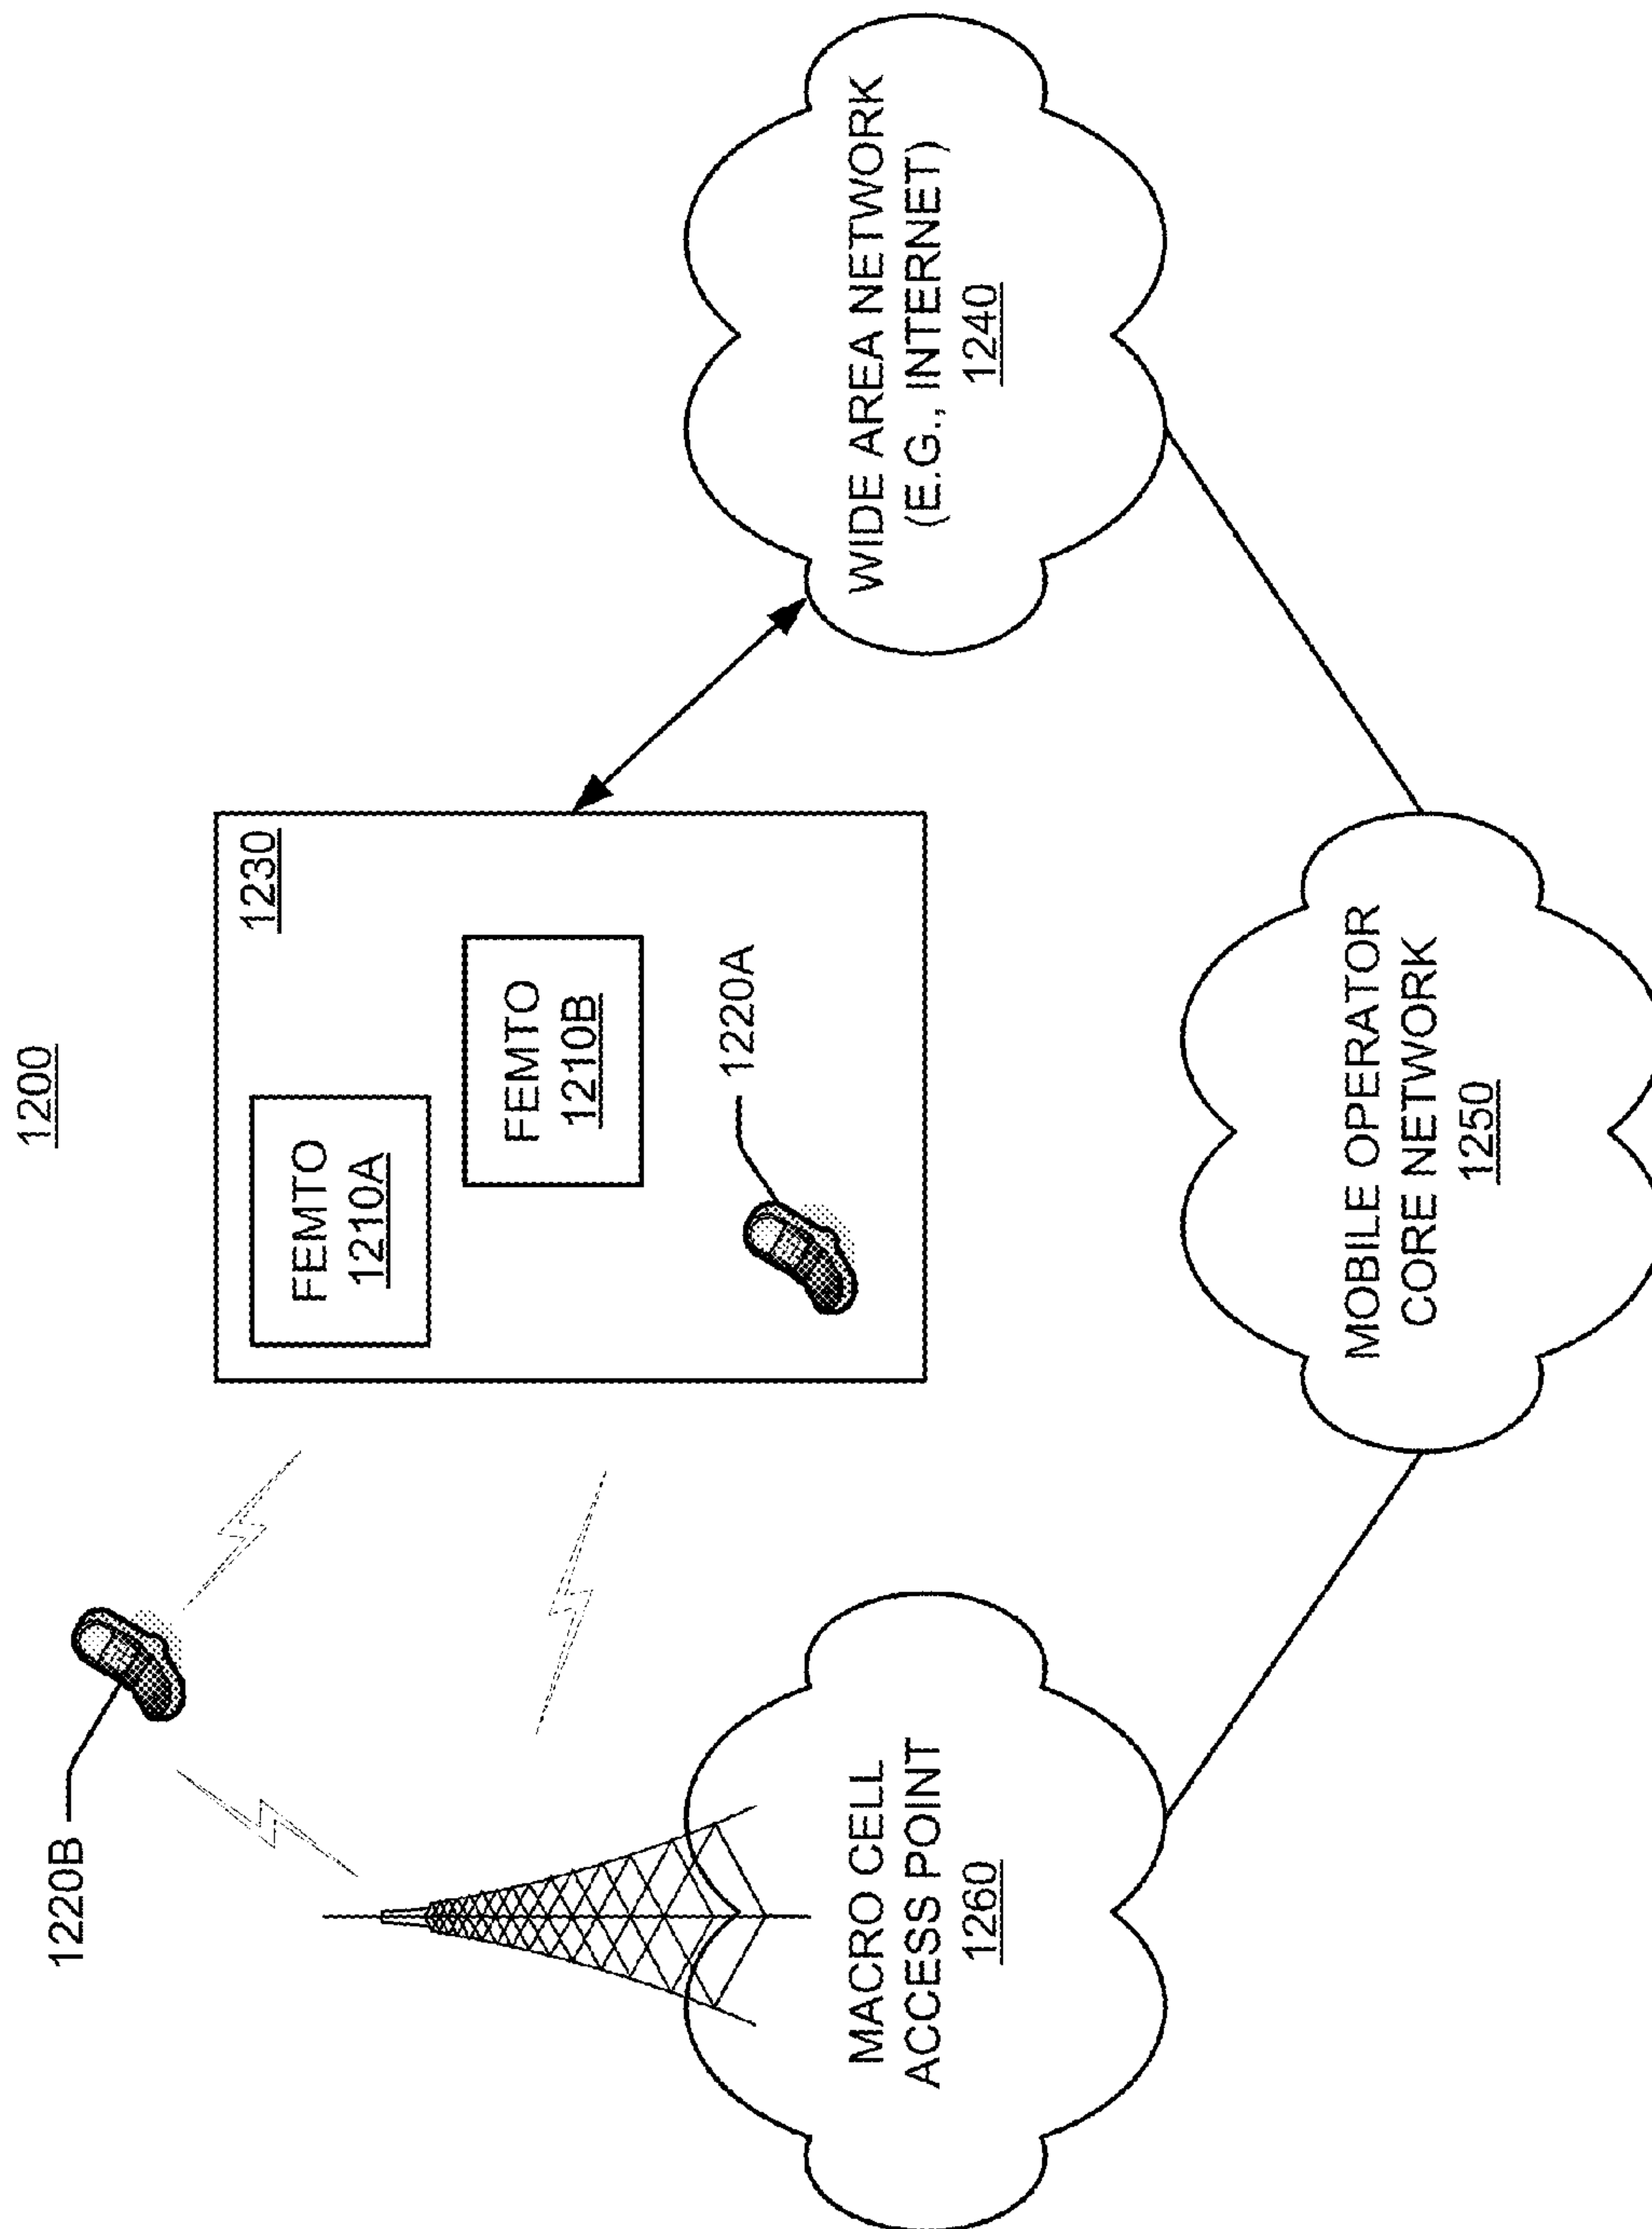 1200
1220B
1230
FEMTO
1210A
FEMTO
1210B
1220A
MACRO CELL
ACCESS POINT
1260
WIDE AREA NETWORK
(E.G., INTERNET)
1240
MOBILE OPERATOR
CORE NETWORK
1250